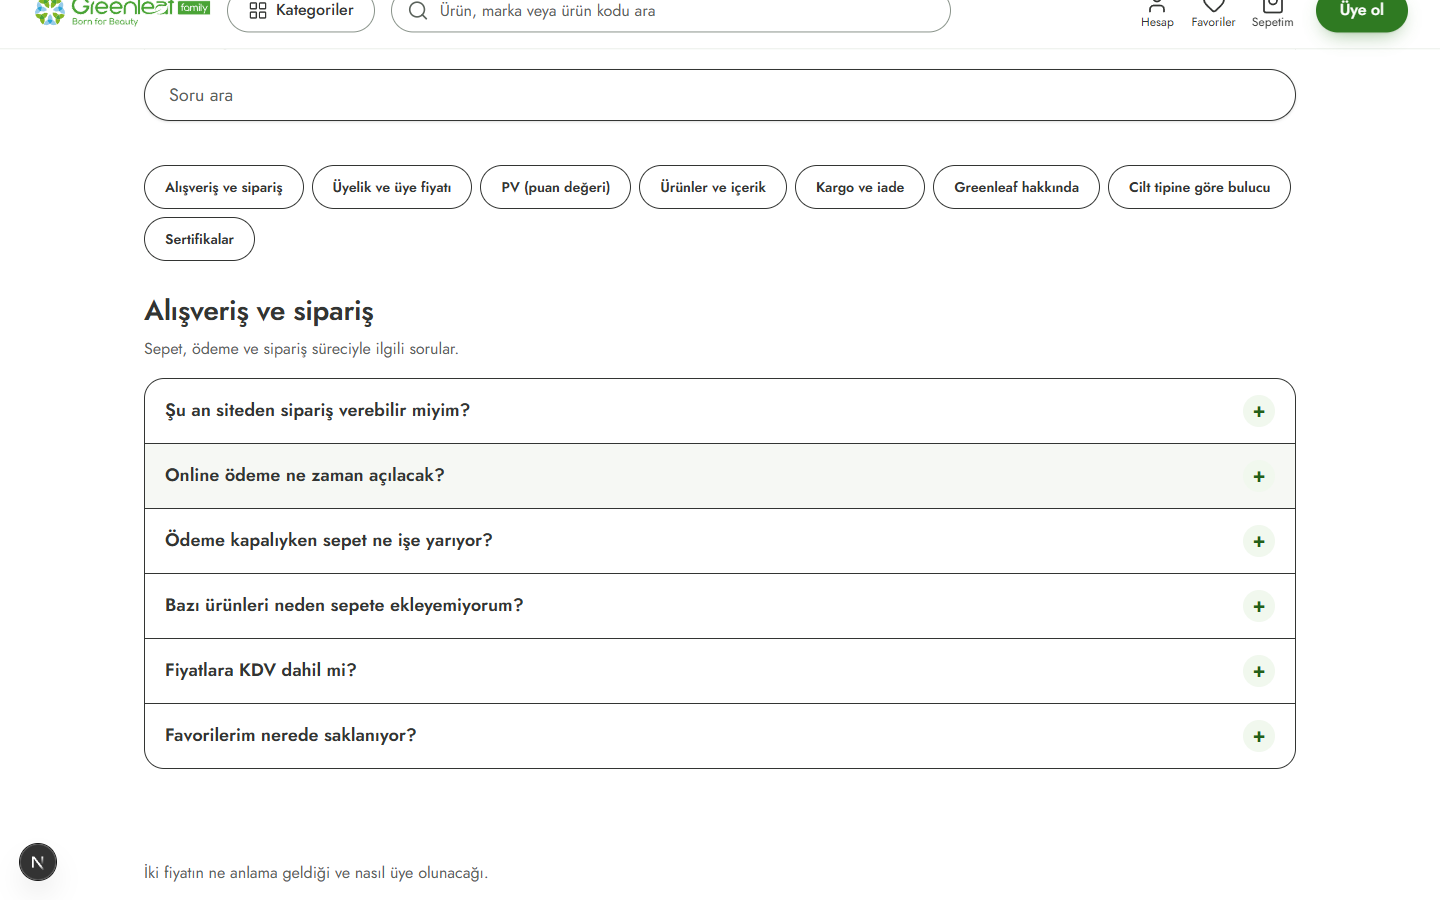 Greenleaf family
Born for Beauty
Kategoriler
Ürün, marka veya ürün kodu ara
Hesap
Favoriler
Sepetim
Üye ol
Soru ara
Alışveriş ve sipariş
Üyelik ve üye fiyatı
PV (puan değeri)
Ürünler ve içerik
Kargo ve iade
Greenleaf hakkında
Cilt tipine göre bulucu
Sertifikalar
Alışveriş ve sipariş
Sepet, ödeme ve sipariş süreciyle ilgili sorular.
Şu an siteden sipariş verebilir miyim?
Online ödeme ne zaman açılacak?
Ödeme kapalıyken sepet ne işe yarıyor?
Bazı ürünleri neden sepete ekleyemiyorum?
Fiyatlara KDV dahil mi?
Favorilerim nerede saklanıyor?
N
İki fiyatın ne anlama geldiği ve nasıl üye olunacağı.